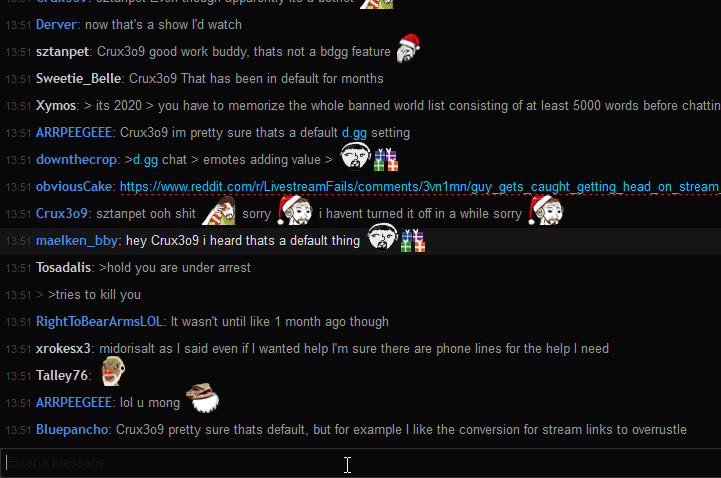 13:51 Crux3o9: sztanpet Even though apparently its a botnet
13:51 Derver: now that's a show I'd watch
13:51 sztanpet: Crux3o9 good work buddy, thats not a bdgg feature
13:51 Sweetie_Belle: Crux3o9 That has been in default for months
13:51 Xymos: > its 2020 > you have to memorize the whole banned world list consisting of at least 5000 words before chattin
13:51 ARRPEEGEEE: Crux3o9 im pretty sure thats a default d.gg setting
13:51 downthecrop: >d.gg chat > emotes adding value >
13:51 obviousCake: https://www.reddit.com/r/LivestreamFails/comments/3vn1mn/guy_gets_caught_getting_head_on_stream
13:51 Crux3o9: sztanpet ooh shit sorry i havent turned it off in a while sorry
13:51 maelken_bby: hey Crux3o9 i heard thats a default thing
13:51 Tosadalis: >hold you are under arrest
13:51 > >tries to kill you
13:51 RightToBearArmsLOL: It wasn't until like 1 month ago though
13:51 xrokesx3: midorisalt as I said even if I wanted help I'm sure there are phone lines for the help I need
13:51 Talley76:
13:51 ARRPEEGEEE: lol u mong
13:51 Bluepancho: Crux3o9 pretty sure thats default, but for example I like the conversion for stream links to overrustle
Enter a message...